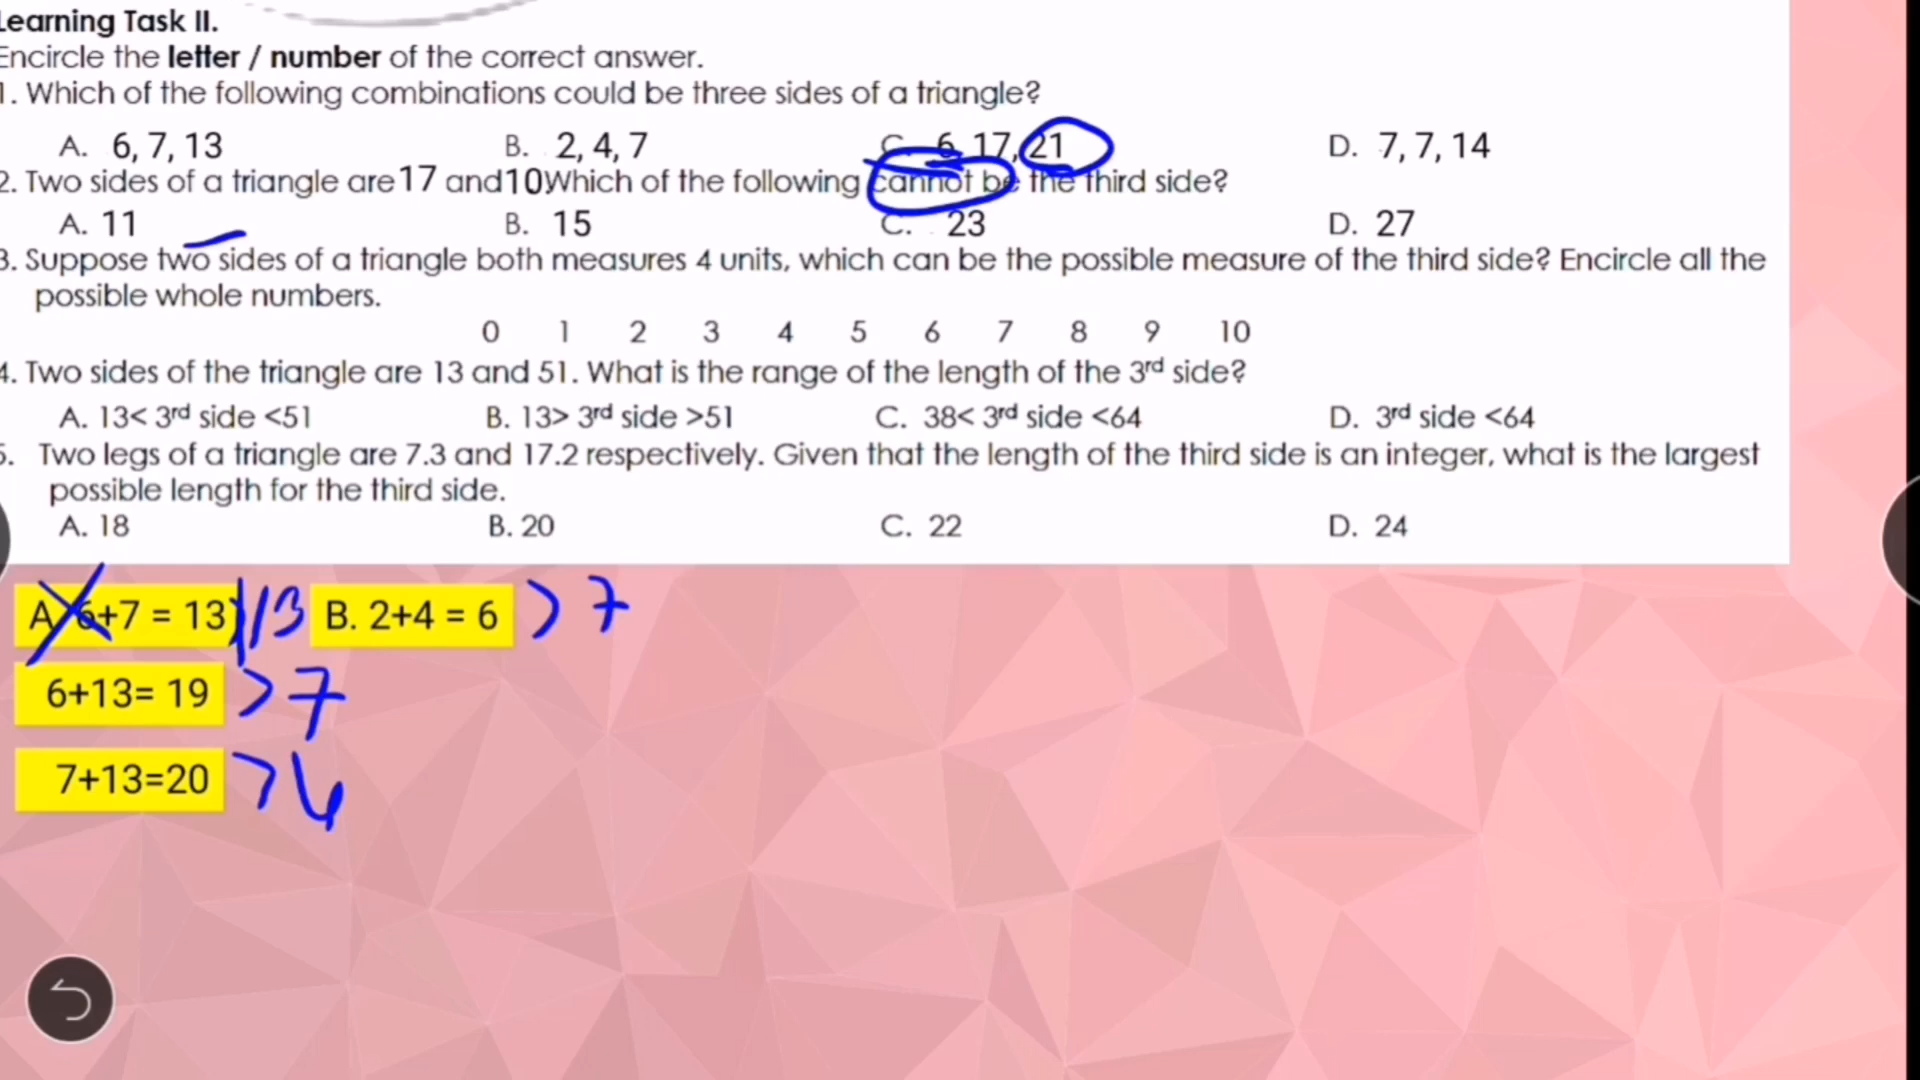 Learning Task II.
Encircle the letter / number of the correct answer.
1. Which of the following combinations could be three sides of a triangle?
A. 6, 7, 13 B. 2, 4, 7 C. 6, 17, 21 D. 7, 7, 14
2. Two sides of a triangle are 17 and 10. Which of the following cannot be the third side?
A. 11 B. 15 C. 23 D. 27
3. Suppose two sides of a triangle both measures 4 units, which can be the possible measure of the third side? Encircle all the
possible whole numbers.
0 1 2 3 4 5 6 7 8 9 10
4. Two sides of the triangle are 13 and 51. What is the range of the length of the 3rd side?
A. 13< 3rd side <51 B. 13> 3rd side >51 C. 38< 3rd side <64 D. 3rd side <64
5. Two legs of a triangle are 7.3 and 17.2 respectively. Given that the length of the third side is an integer, what is the largest
possible length for the third side.
A. 18 B. 20 C. 22 D. 24
A. 6+7 = 13 > 13 B. 2+4 = 6 > 7
6+13= 19 > 7
7+13=20 > 6